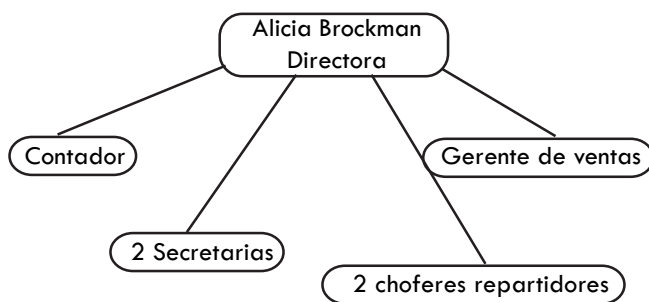 Alicia Brockman
Directora
Contador
Gerente de ventas
2 Secretarias
2 choferes repartidores